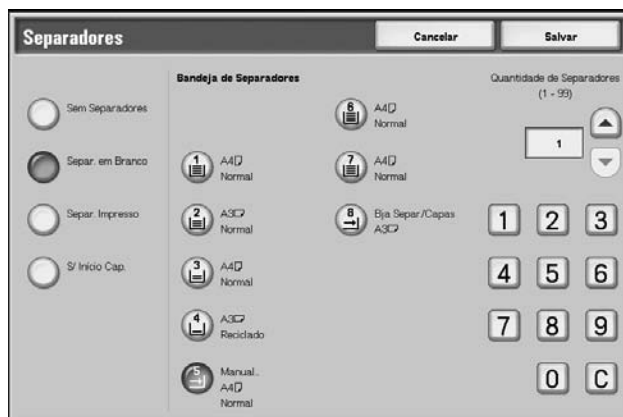 Separadores
Cancelar
Salvar
Sem Separadores
Separ. em Branco
Separ. Impresso
S/ Início Cap.
Bandeja de Separadores
1
A4
Normal
2
A3
Normal
3
A4
Normal
4
A3
Reciclado
5
Manual..
A4
Normal
6
A4
Normal
7
A4
Normal
8
Bja Separ/Capas
A3
Quantidade de Separadores
(1 - 99)
1
1 2 3
4 5 6
7 8 9
0 C